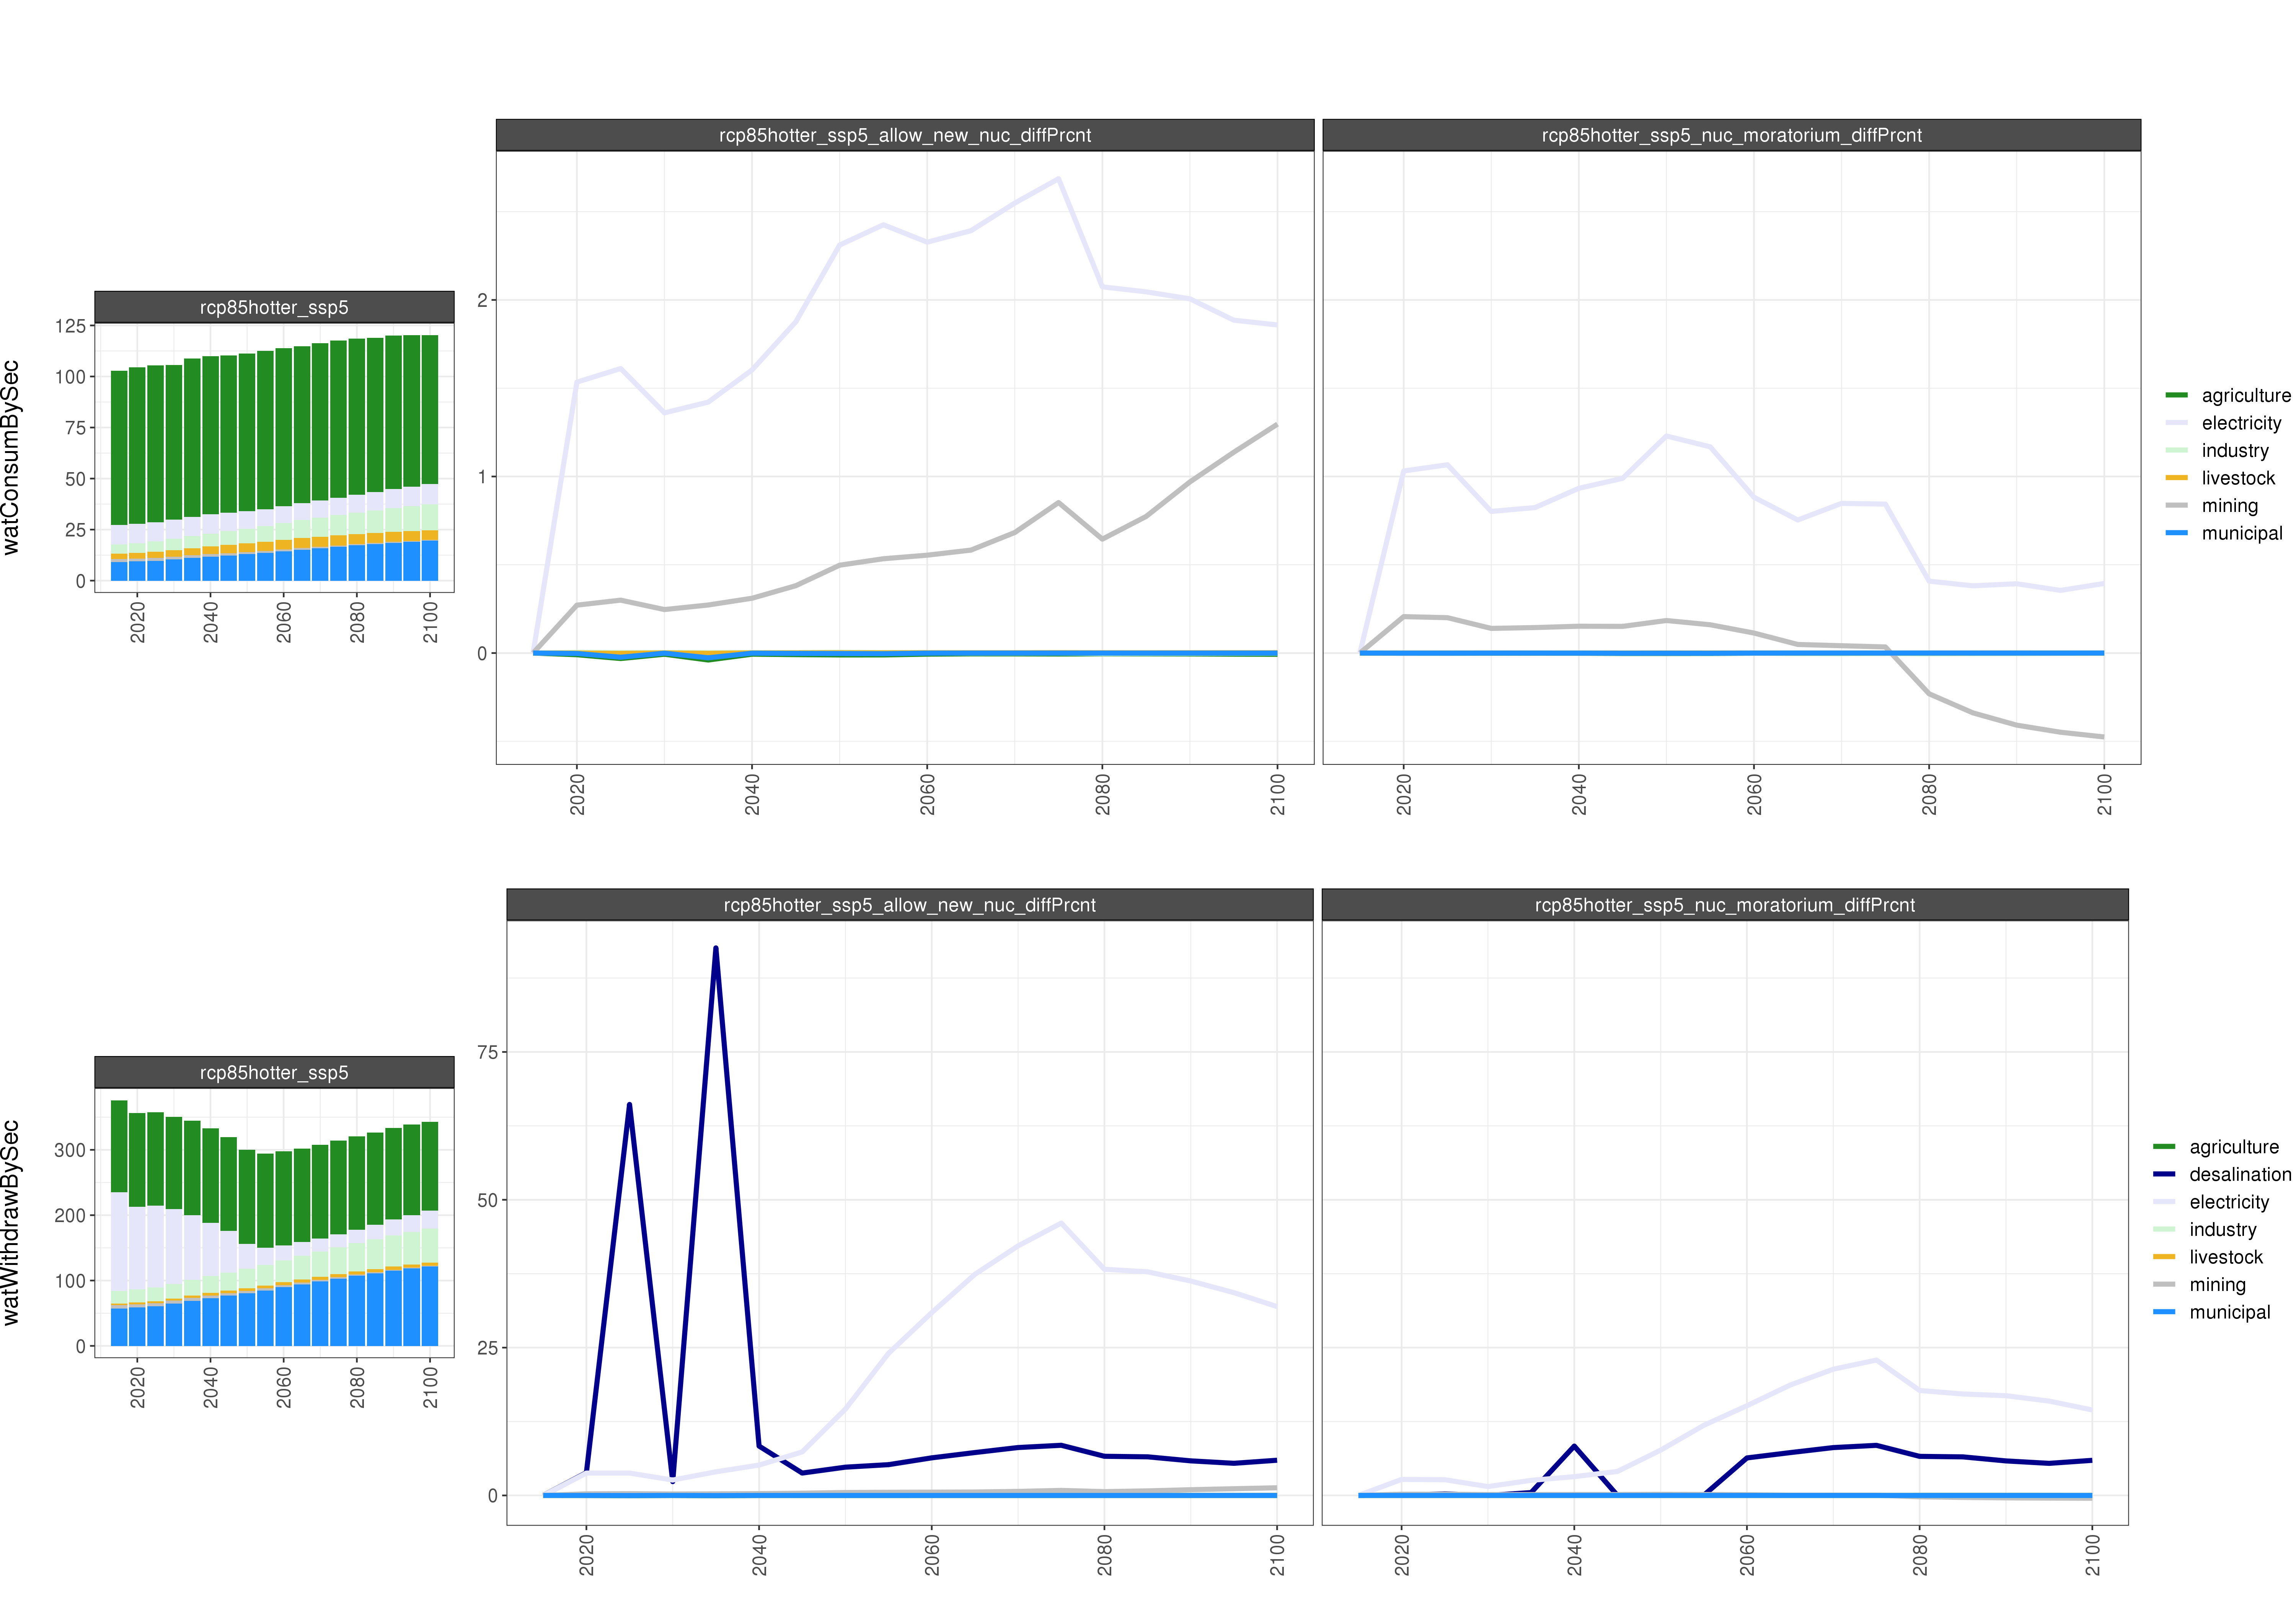 rcp85hotter_ssp5_allow_new_nuc_diffPrcnt
rcp85hotter_ssp5_nuc_moratorium_diffPrcnt
rcp85hotter_ssp5
watConsumBySec
125
100
75
50
25
0
2020
2040
2060
2080
2100
2
1
0
2020
2040
2060
2080
2100
2020
2040
2060
2080
2100
agriculture
electricity
industry
livestock
mining
municipal
rcp85hotter_ssp5_allow_new_nuc_diffPrcnt
rcp85hotter_ssp5_nuc_moratorium_diffPrcnt
rcp85hotter_ssp5
watWithdrawBySec
300
200
100
0
2020
2040
2060
2080
2100
75
50
25
0
2020
2040
2060
2080
2100
2020
2040
2060
2080
2100
agriculture
desalination
electricity
industry
livestock
mining
municipal